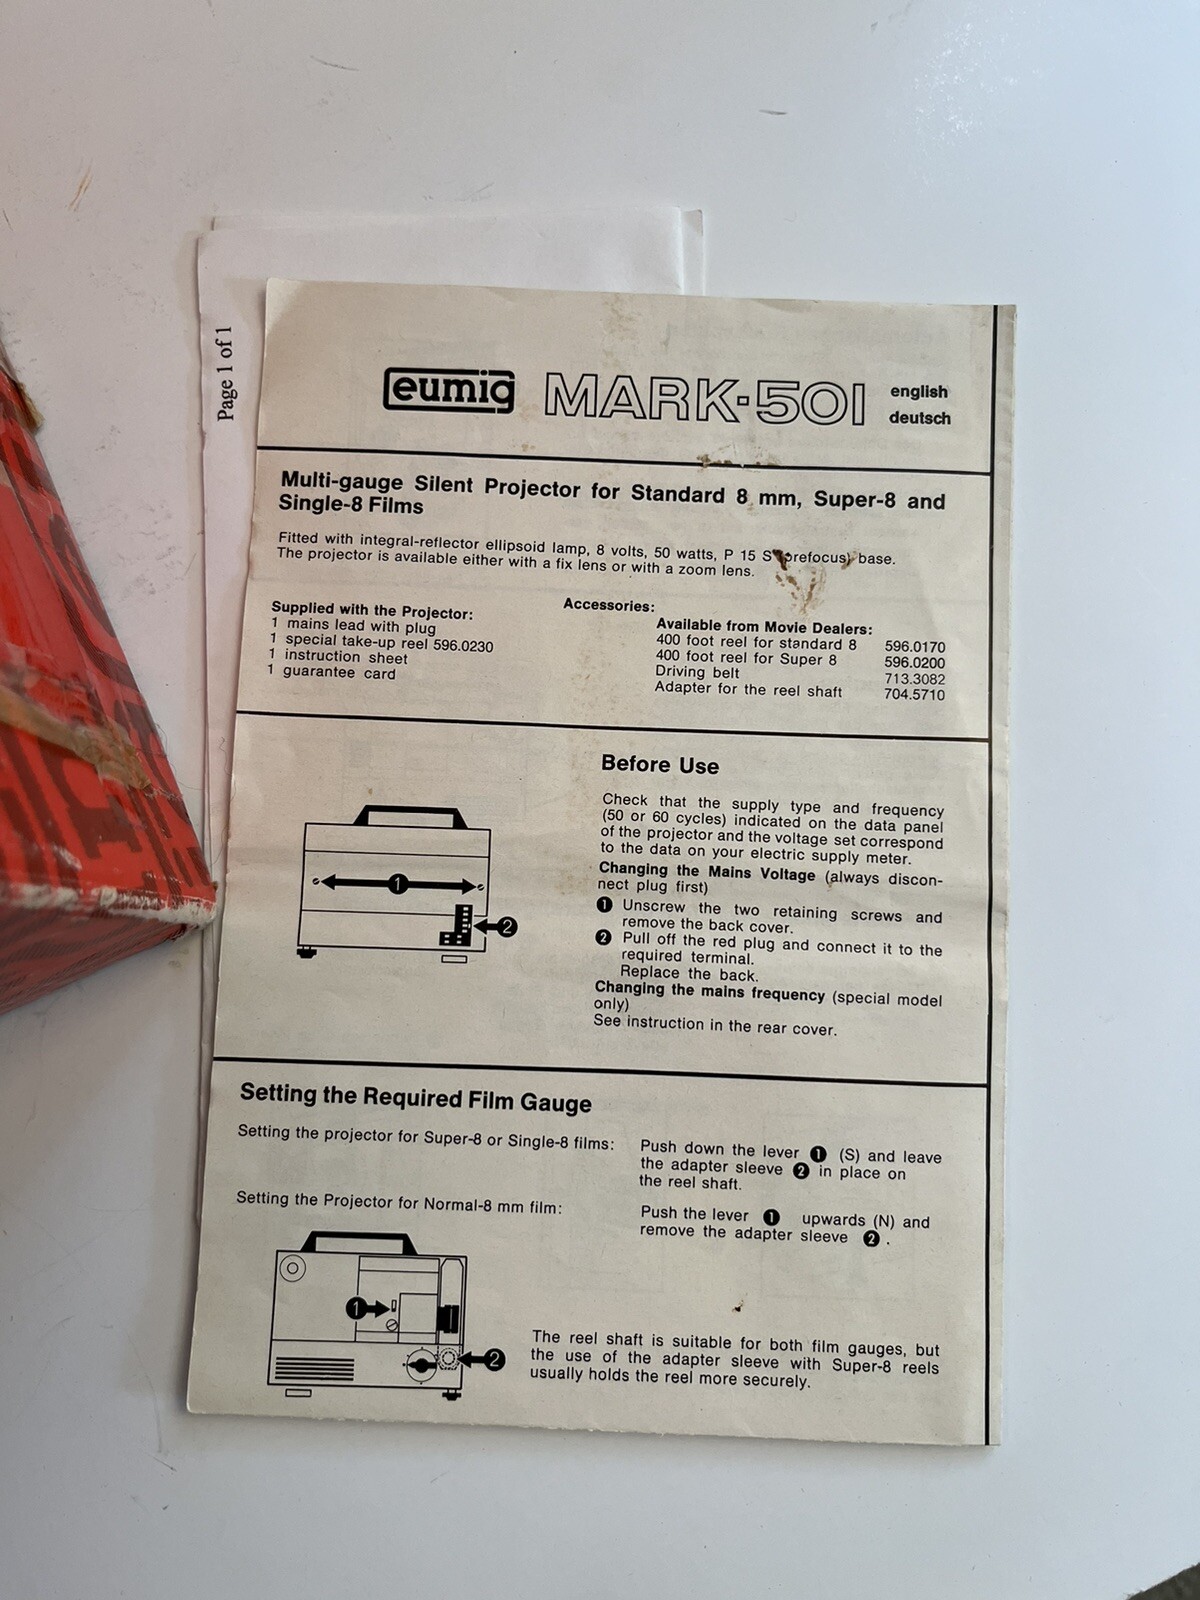 Page 1 of 1
eumig MARK-501 english
deutsch
Multi-gauge Silent Projector for Standard 8 mm, Super-8 and
Single-8 Films
Fitted with integral-reflector ellipsoid lamp, 8 volts, 50 watts, P 15 S (prefocus) base.
The projector is available either with a fix lens or with a zoom lens.
Supplied with the Projector:
1 mains lead with plug
1 special take-up reel 596.0230
1 instruction sheet
1 guarantee card
Accessories:
Available from Movie Dealers:
400 foot reel for standard 8 596.0170
400 foot reel for Super 8 596.0200
Driving belt 713.3082
Adapter for the reel shaft 704.5710
1
2
Before Use
Check that the supply type and frequency
(50 or 60 cycles) indicated on the data panel
of the projector and the voltage set correspond
to the data on your electric supply meter.
Changing the Mains Voltage (always discon-
nect plug first)
1 Unscrew the two retaining screws and
remove the back cover.
2 Pull off the red plug and connect it to the
required terminal.
Replace the back.
Changing the mains frequency (special model
only)
See instruction in the rear cover.
Setting the Required Film Gauge
Setting the projector for Super-8 or Single-8 films:
Push down the lever 1 (S) and leave
the adapter sleeve 2 in place on
the reel shaft.
Setting the Projector for Normal-8 mm film:
Push the lever 1 upwards (N) and
remove the adapter sleeve 2.
1
2
The reel shaft is suitable for both film gauges, but
the use of the adapter sleeve with Super-8 reels
usually holds the reel more securely.